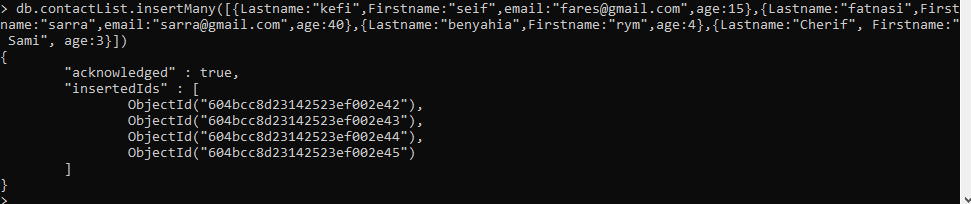 > db.contactList.insertMany([{Lastname:"kefi",Firstname:"seif",email:"fares@gmail.com",age:15},{Lastname:"fatnasi",First
name:"sarra",email:"sarra@gmail.com",age:40},{Lastname:"benyahia",Firstname:"rym",age:4},{Lastname:"Cherif", Firstname:"
Sami", age:3}])
{
        "acknowledged" : true,
        "insertedIds" : [
                ObjectId("604bcc8d23142523ef002e42"),
                ObjectId("604bcc8d23142523ef002e43"),
                ObjectId("604bcc8d23142523ef002e44"),
                ObjectId("604bcc8d23142523ef002e45")
        ]
}
>